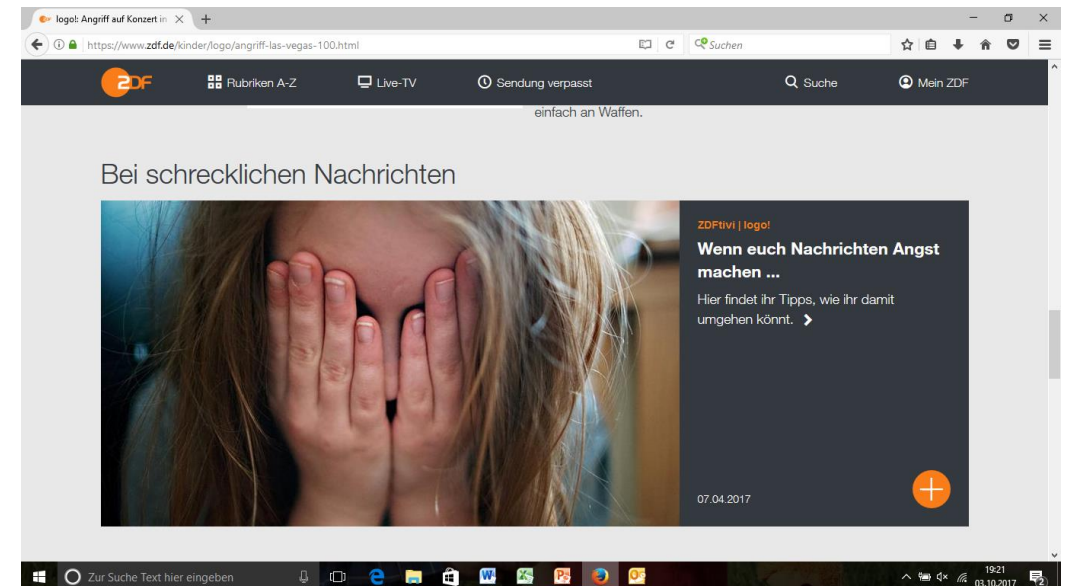 logo!: Angriff auf Konzert in
https://www.zdf.de/kinder/logo/angriff-las-vegas-100.html
Suchen
ZDF
Rubriken A-Z
Live-TV
Sendung verpasst
Suche
Mein ZDF
einfach an Waffen.
Bei schrecklichen Nachrichten
ZDFtivi | logo!
Wenn euch Nachrichten Angst
machen ...
Hier findet ihr Tipps, wie ihr damit
umgehen könnt.
07.04.2017
Zur Suche Text hier eingeben
19:21
03.10.2017